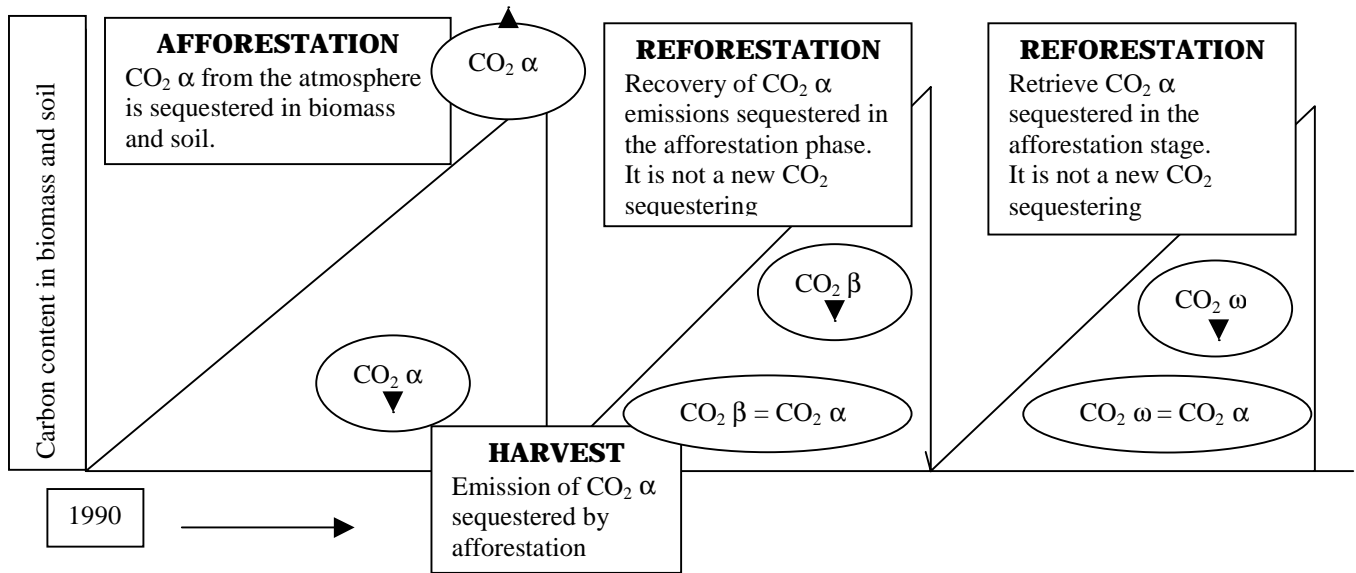 Carbon content in biomass and soil
AFFORESTATION
CO₂ α from the atmosphere
is sequestered in biomass
and soil.
CO₂ α
CO₂ α
HARVEST
Emission of CO₂ α
sequestered by
afforestation
REFORESTATION
Recovery of CO₂ α
emissions sequestered in
the afforestation phase.
It is not a new CO₂
sequestering
CO₂ β
CO₂ β = CO₂ α
REFORESTATION
Retrieve CO₂ α
sequestered in the
afforestation stage.
It is not a new CO₂
sequestering
CO₂ ω
CO₂ ω = CO₂ α
1990